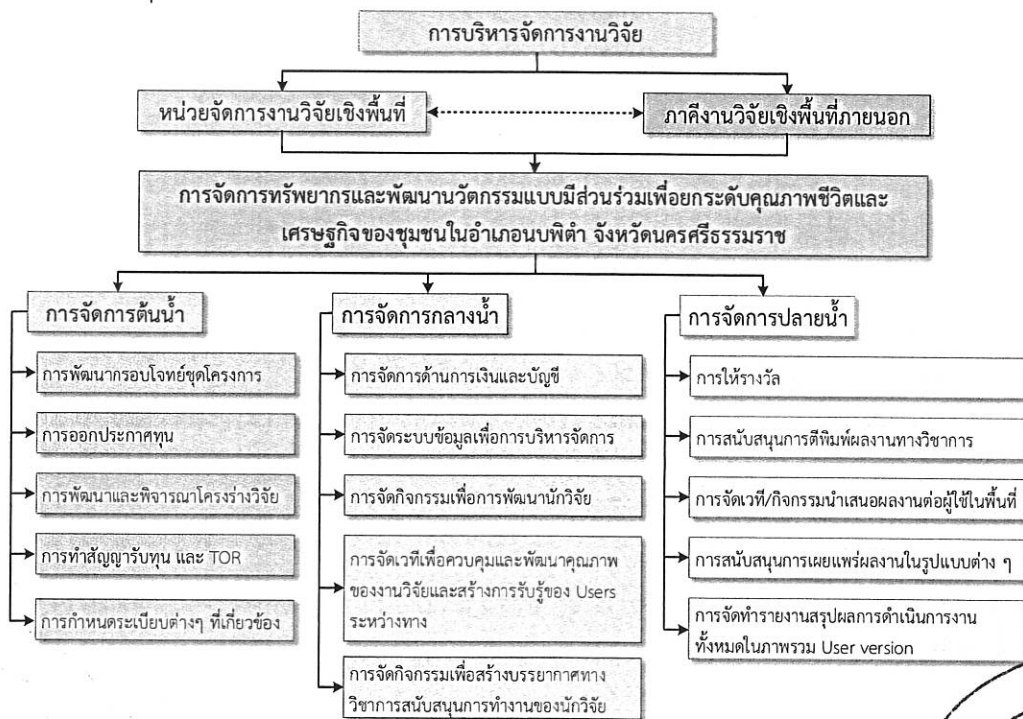 การบริหารจัดการงานวิจัย
หน่วยจัดการงานวิจัยเชิงพื้นที่
ภาคีงานวิจัยเชิงพื้นที่ภายนอก
การจัดการทรัพยากรและพัฒนานวัตกรรมแบบมีส่วนร่วมเพื่อยกระดับคุณภาพชีวิตและ
เศรษฐกิจของชุมชนในอำเภอนบพิตำ จังหวัดนครศรีธรรมราช
การจัดการต้นน้ำ
การพัฒนากรอบโจทย์ชุดโครงการ
การออกประกาศทุน
การพัฒนาและพิจารณาโครงร่างวิจัย
การทำสัญญารับทุน และ TOR
การกำหนดระเบียบต่างๆ ที่เกี่ยวข้อง
การจัดการกลางน้ำ
การจัดการด้านการเงินและบัญชี
การจัดระบบข้อมูลเพื่อการบริหารจัดการ
การจัดกิจกรรมเพื่อการพัฒนานักวิจัย
การจัดเวทีเพื่อควบคุมและพัฒนาคุณภาพ
ของงานวิจัยและสร้างการรับรู้ของ Users
ระหว่างทาง
การจัดกิจกรรมเพื่อสร้างบรรยากาศทาง
วิชาการสนับสนุนการทำงานของนักวิจัย
การจัดการปลายน้ำ
การให้รางวัล
การสนับสนุนการตีพิมพ์ผลงานทางวิชาการ
การจัดเวที/กิจกรรมนำเสนอผลงานต่อผู้ใช้ในพื้นที่
การสนับสนุนการเผยแพร่ผลงานในรูปแบบต่าง ๆ
การจัดทำรายงานสรุปผลการดำเนินการงาน
ทั้งหมดในภาพรวม User version